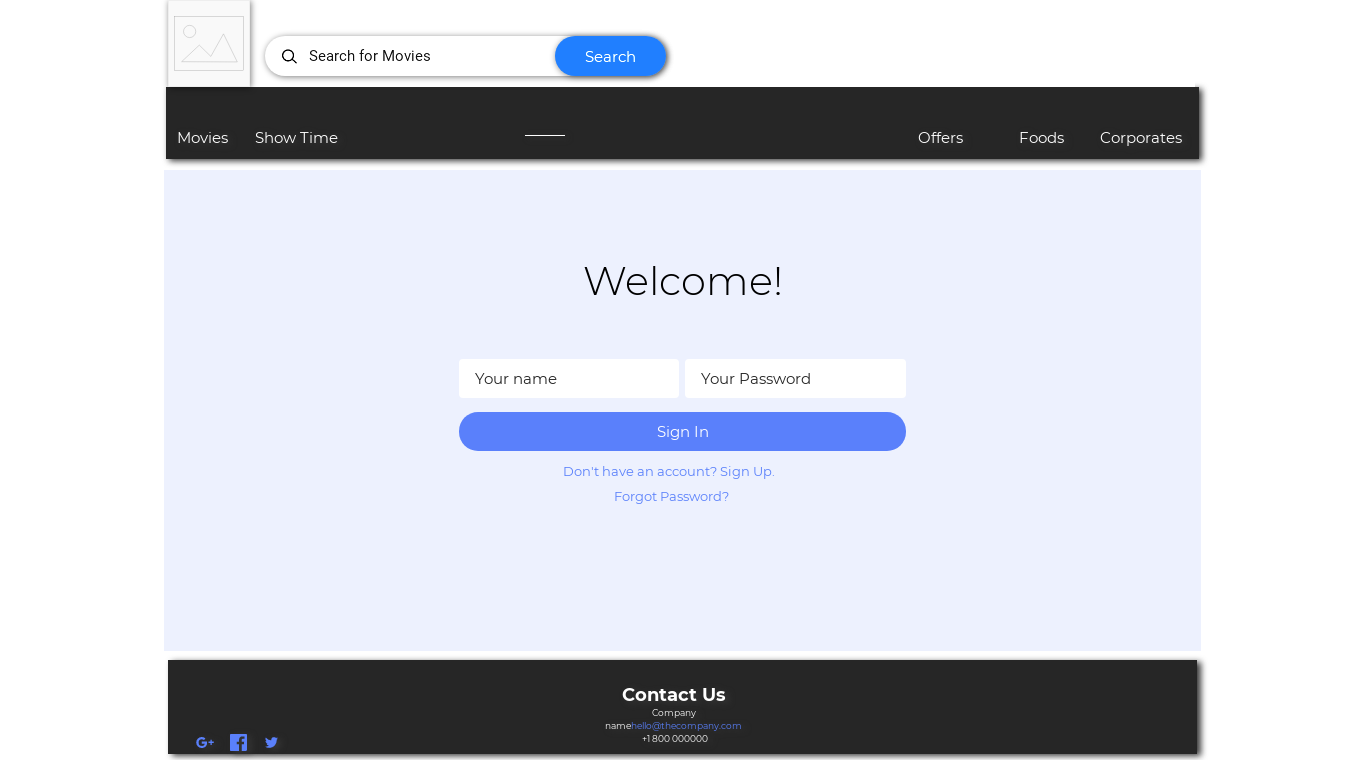 Search for Movies
Search
Movies Show Time Offers Foods Corporates
Welcome!
Your name Your Password
Sign In
Don't have an account? Sign Up.
Forgot Password?
Contact Us
Company
namehello@thecompany.com
+1 800 000000